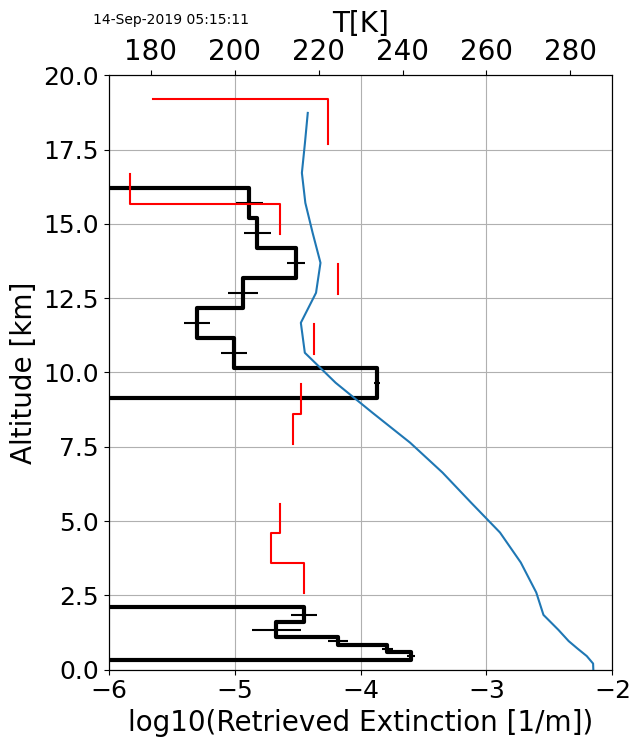 14-Sep-2019 05:15:11
T[K]
180 200 220 240 260 280
20.0
17.5
15.0
12.5
10.0
7.5
5.0
2.5
0.0
Altitude [km]
−6 −5 −4 −3 −2
log10(Retrieved Extinction [1/m])